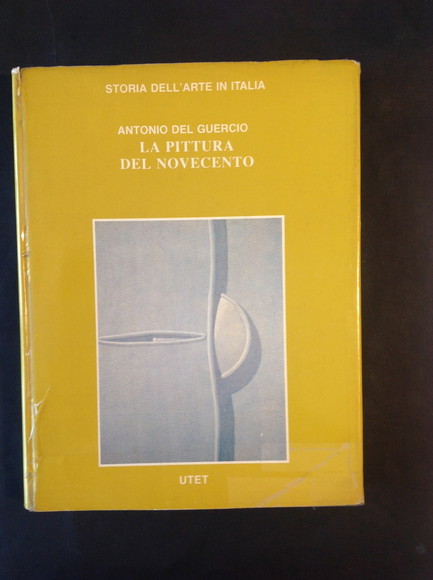 STORIA DELL'ARTE IN ITALIA
ANTONIO DEL GUERCIO
LA PITTURA
DEL NOVECENTO
UTET